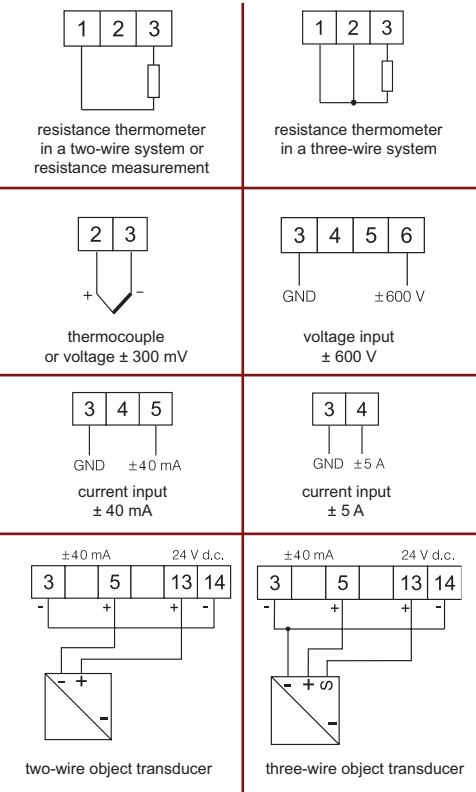 1 2 3
resistance thermometer
in a two-wire system or
resistance measurement
1 2 3
resistance thermometer
in a three-wire system
2 3
+ -
thermocouple
or voltage ± 300 mV
3 4 5 6
GND ±600 V
voltage input
± 600 V
3 4 5
GND ±40 mA
current input
± 40 mA
3 4
GND ±5 A
current input
± 5 A
±40 mA 24 V d.c.
3 5 13 14
- + + -
- +
-
two-wire object transducer
±40 mA 24 V d.c.
3 5 13 14
- + + -
- + S
-
three-wire object transducer